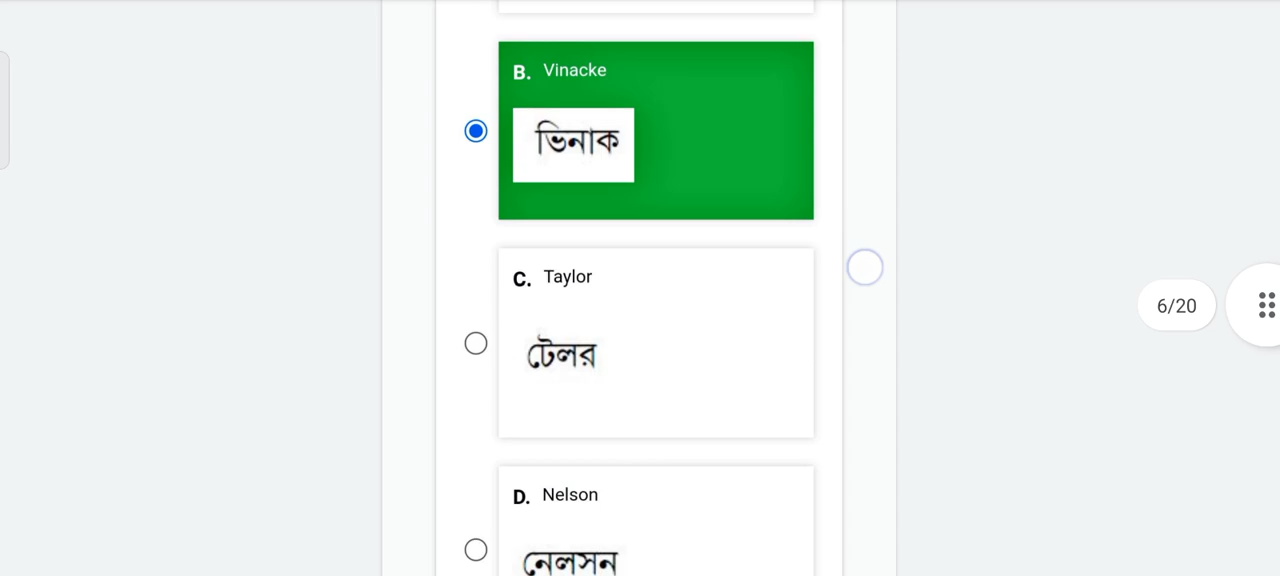 B. Vinacke
ভিনাক
C. Taylor
টেলর
6/20
D. Nelson
নেলসন